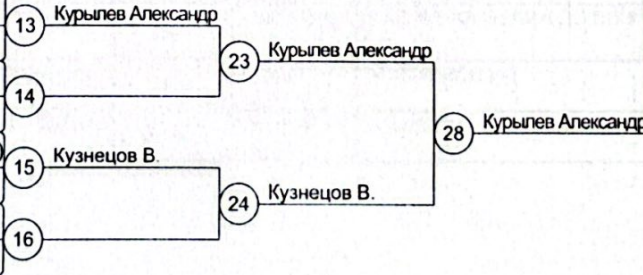 13 Курылев Александр
23 Курылев Александр
14
28 Курылев Александр
15 Кузнецов В.
24 Кузнецов В.
16